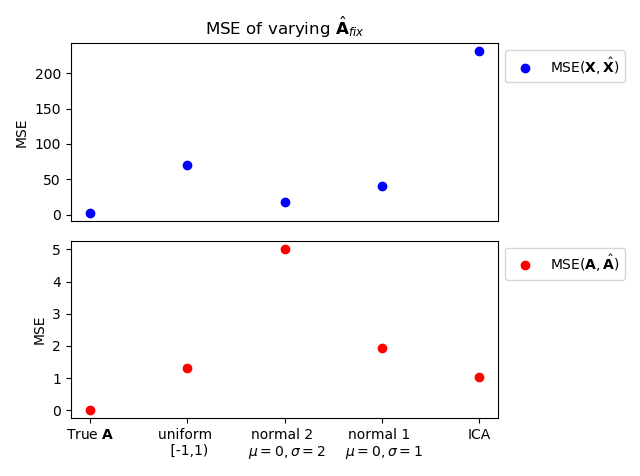 MSE of varying Â_fix
200
150
100
50
0
MSE
MSE(X, X̂)
5
4
3
2
1
0
MSE
MSE(A, Â)
True A
uniform
[-1,1)
normal 2
μ = 0, σ = 2
normal 1
μ = 0, σ = 1
ICA